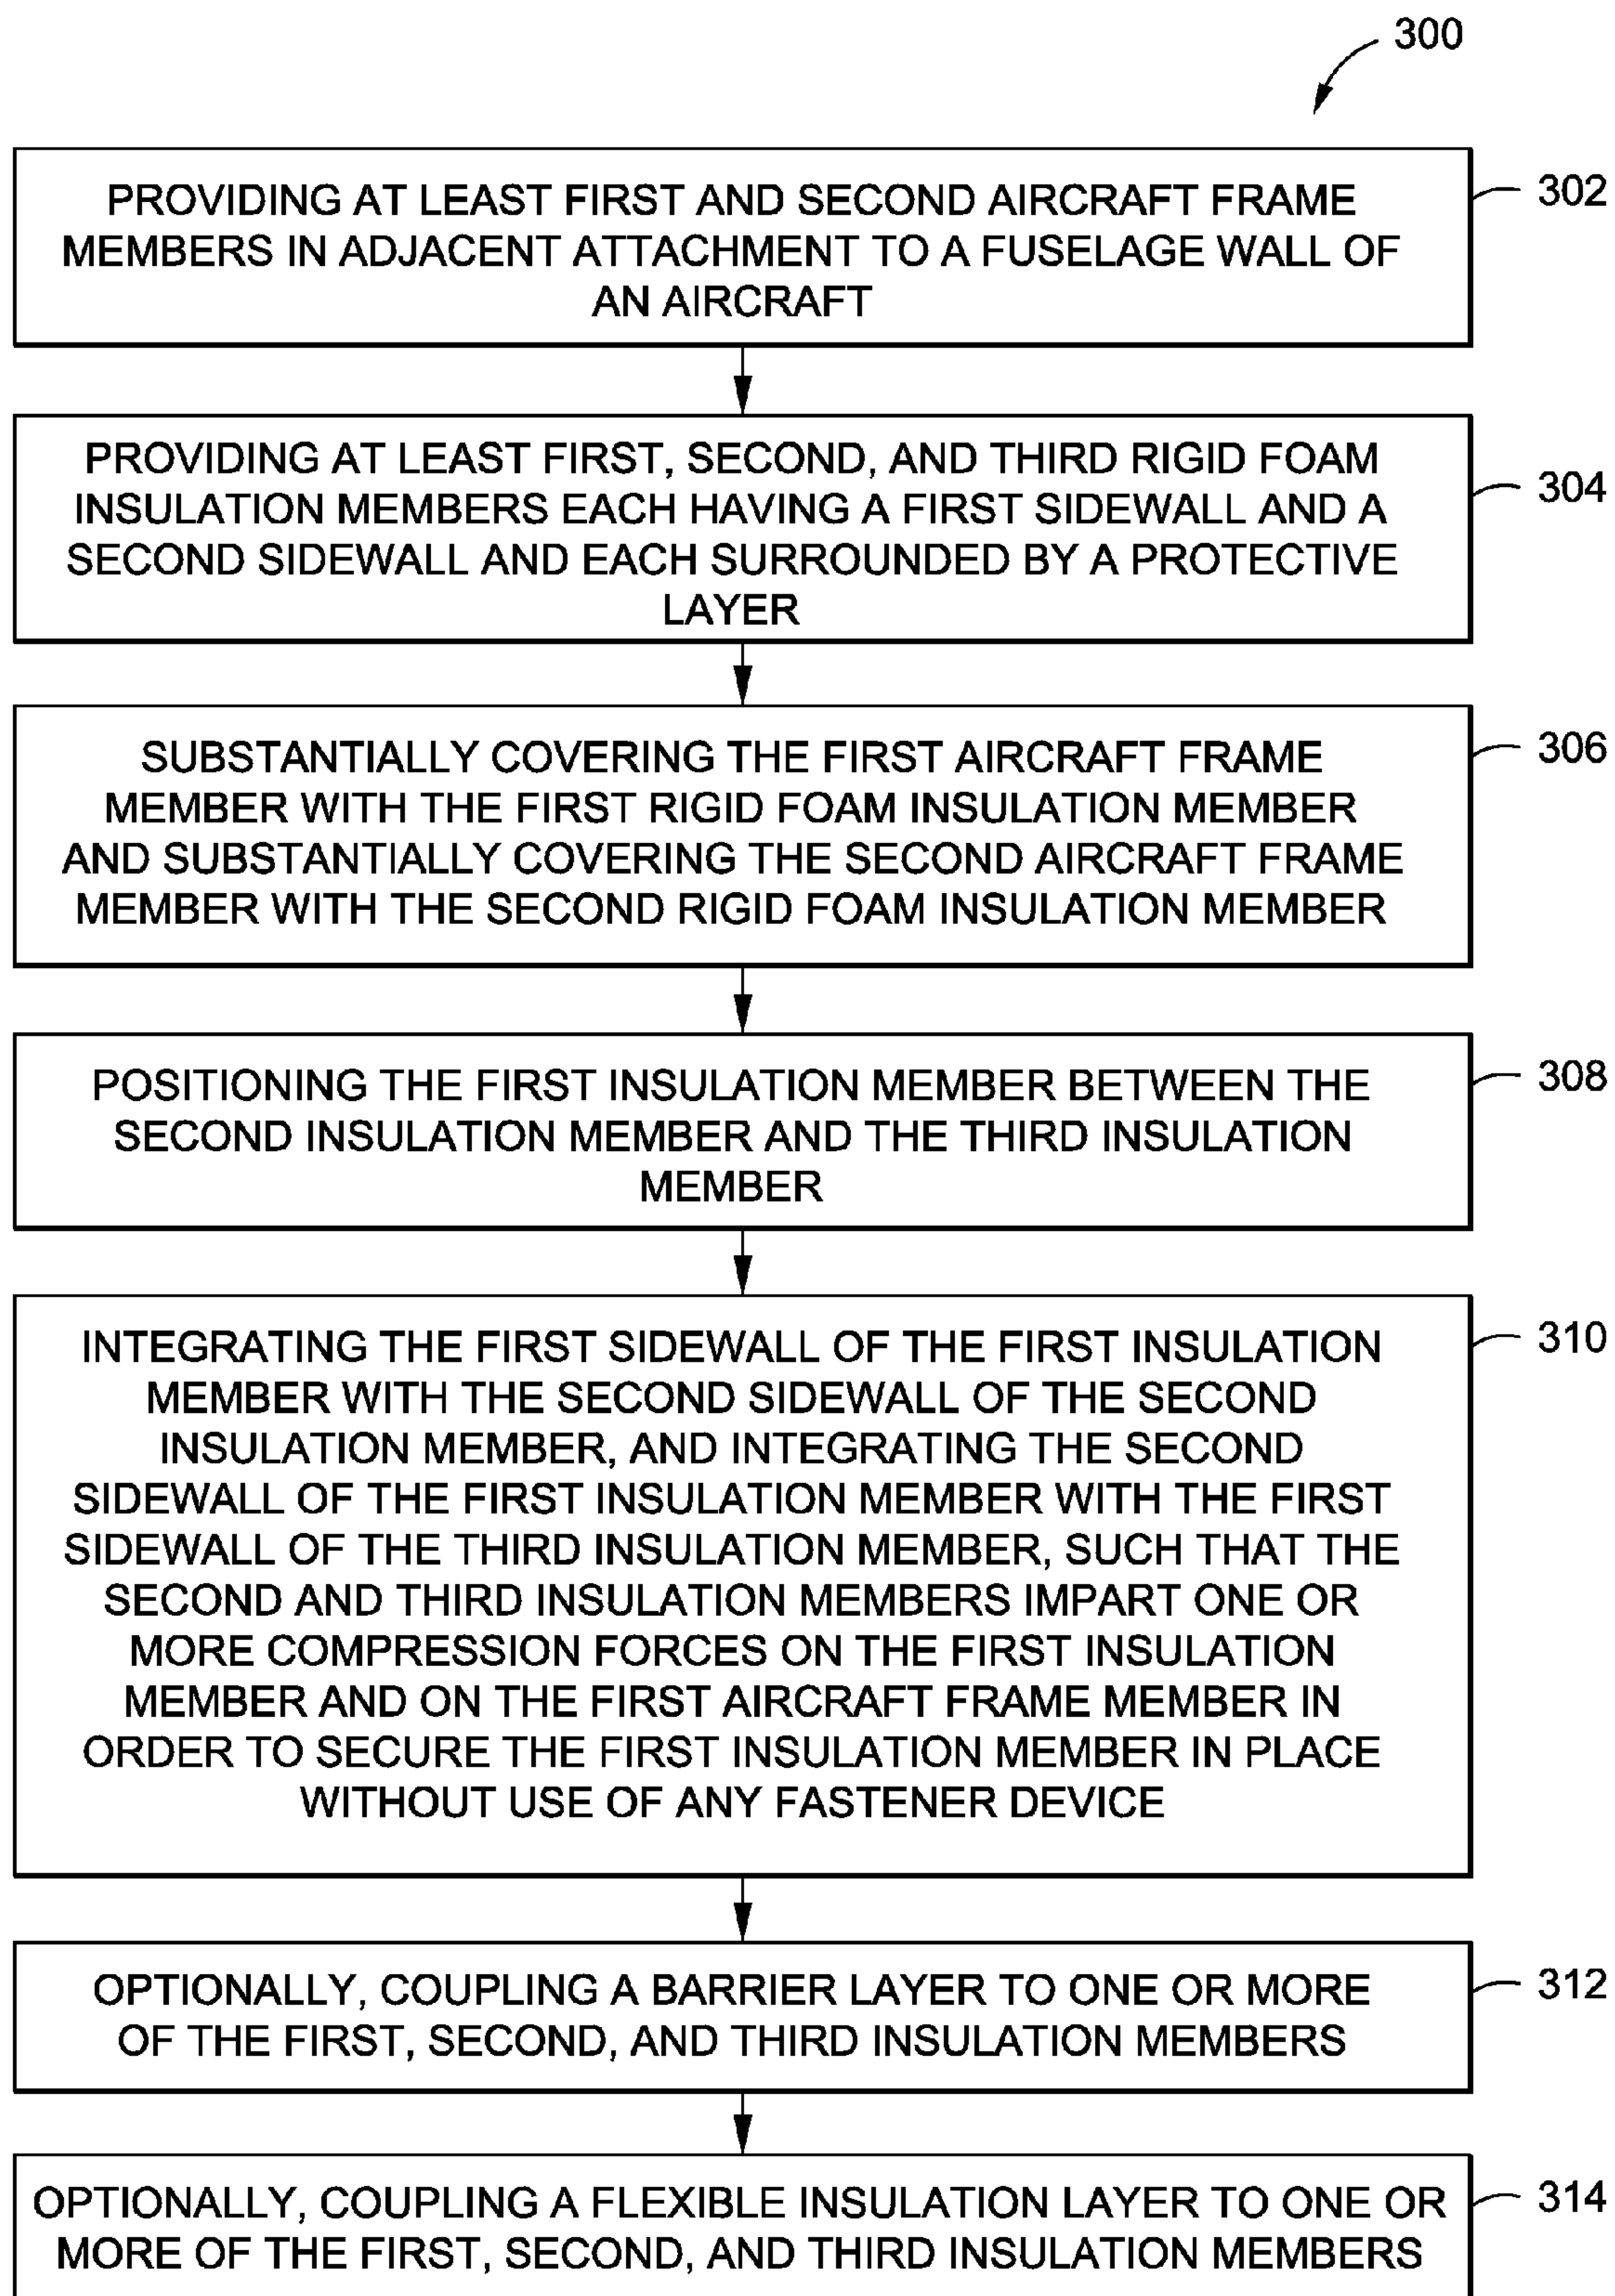 300
PROVIDING AT LEAST FIRST AND SECOND AIRCRAFT FRAME
MEMBERS IN ADJACENT ATTACHMENT TO A FUSELAGE WALL OF
AN AIRCRAFT
302
PROVIDING AT LEAST FIRST, SECOND, AND THIRD RIGID FOAM
INSULATION MEMBERS EACH HAVING A FIRST SIDEWALL AND A
SECOND SIDEWALL AND EACH SURROUNDED BY A PROTECTIVE
LAYER
304
SUBSTANTIALLY COVERING THE FIRST AIRCRAFT FRAME
MEMBER WITH THE FIRST RIGID FOAM INSULATION MEMBER
AND SUBSTANTIALLY COVERING THE SECOND AIRCRAFT FRAME
MEMBER WITH THE SECOND RIGID FOAM INSULATION MEMBER
306
POSITIONING THE FIRST INSULATION MEMBER BETWEEN THE
SECOND INSULATION MEMBER AND THE THIRD INSULATION
MEMBER
308
INTEGRATING THE FIRST SIDEWALL OF THE FIRST INSULATION
MEMBER WITH THE SECOND SIDEWALL OF THE SECOND
INSULATION MEMBER, AND INTEGRATING THE SECOND
SIDEWALL OF THE FIRST INSULATION MEMBER WITH THE FIRST
SIDEWALL OF THE THIRD INSULATION MEMBER, SUCH THAT THE
SECOND AND THIRD INSULATION MEMBERS IMPART ONE OR
MORE COMPRESSION FORCES ON THE FIRST INSULATION
MEMBER AND ON THE FIRST AIRCRAFT FRAME MEMBER IN
ORDER TO SECURE THE FIRST INSULATION MEMBER IN PLACE
WITHOUT USE OF ANY FASTENER DEVICE
310
OPTIONALLY, COUPLING A BARRIER LAYER TO ONE OR MORE
OF THE FIRST, SECOND, AND THIRD INSULATION MEMBERS
312
OPTIONALLY, COUPLING A FLEXIBLE INSULATION LAYER TO ONE OR
MORE OF THE FIRST, SECOND, AND THIRD INSULATION MEMBERS
314